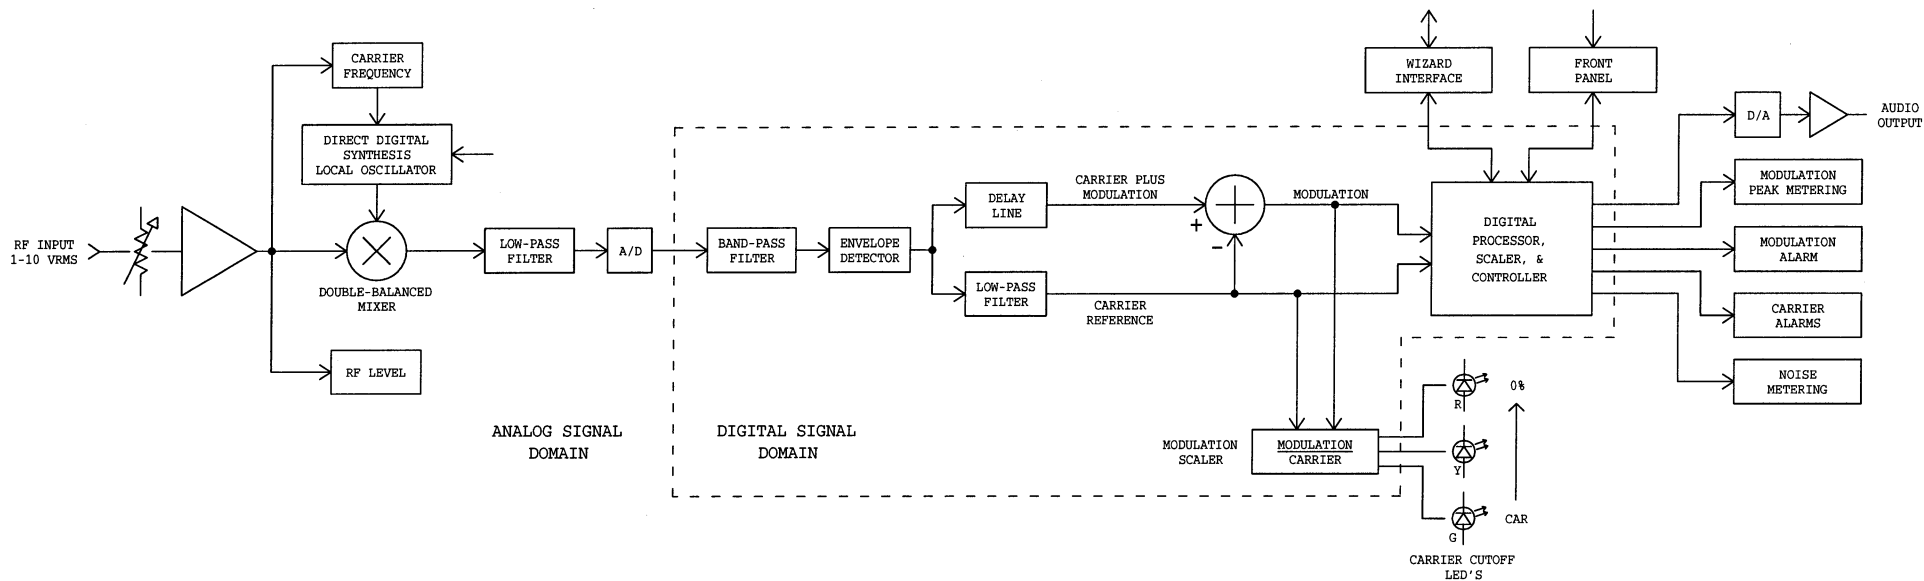 CARRIER
FREQUENCY
DIRECT DIGITAL
SYNTHESIS
LOCAL OSCILLATOR
RF INPUT
1-10 VRMS
DOUBLE-BALANCED
MIXER
RF LEVEL
LOW-PASS
FILTER
A/D
ANALOG SIGNAL
DOMAIN
DIGITAL SIGNAL
DOMAIN
BAND-PASS
FILTER
ENVELOPE
DETECTOR
DELAY
LINE
LOW-PASS
FILTER
CARRIER PLUS
MODULATION
CARRIER
REFERENCE
+
-
MODULATION
WIZARD
INTERFACE
FRONT
PANEL
DIGITAL
PROCESSOR,
SCALER, &
CONTROLLER
MODULATION
SCALER
MODULATION
CARRIER
R
Y
G
0%
CAR
CARRIER CUTOFF
LED'S
D/A
AUDIO
OUTPUT
MODULATION
PEAK METERING
MODULATION
ALARM
CARRIER
ALARMS
NOISE
METERING